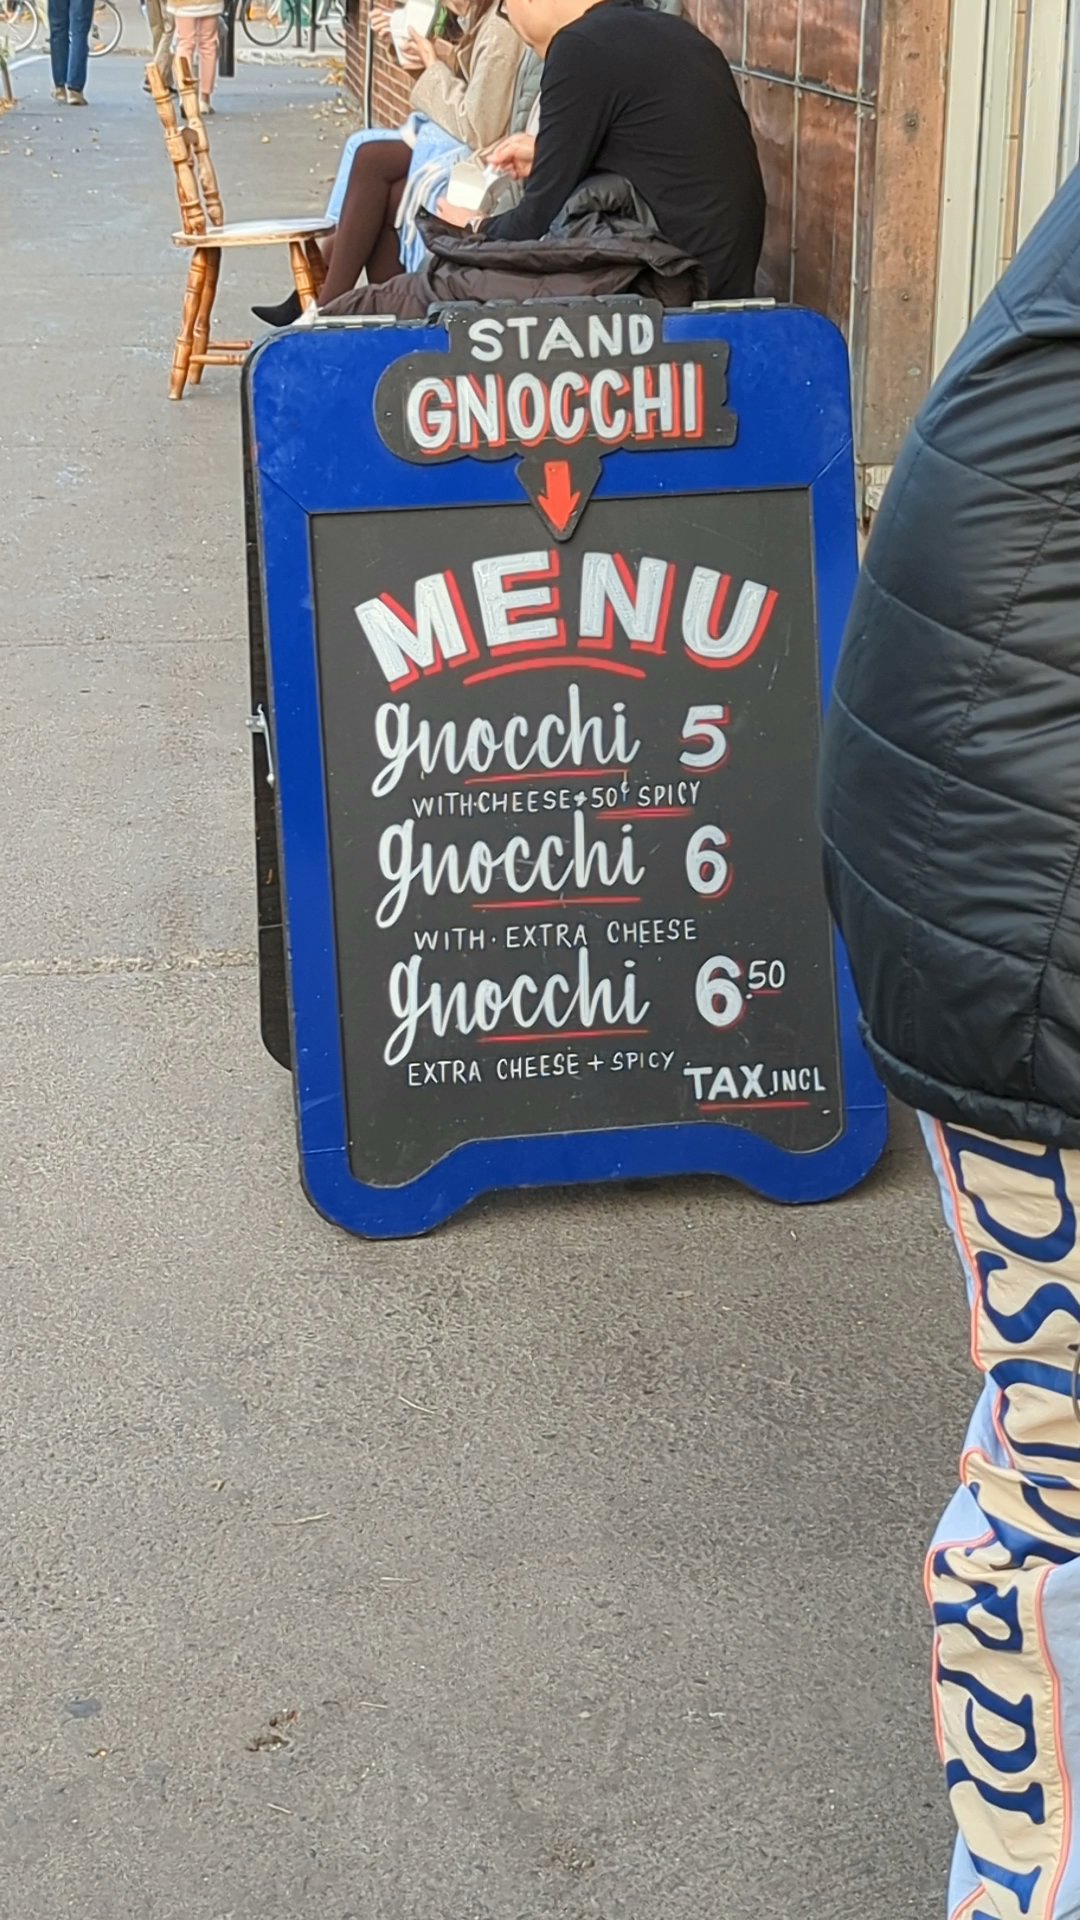 STAND
GNOCCHI
MENU
gnocchi 5
WITH·CHEESE+50¢ SPICY
gnocchi 6
WITH·EXTRA CHEESE
gnocchi 6.50
EXTRA CHEESE + SPICY
TAX.INCL